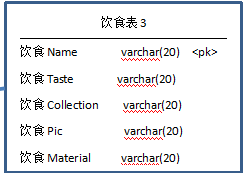 饮食表 3
饮食 Name varchar(20) <pk>
饮食 Taste varchar(20)
饮食 Collection varchar(20)
饮食 Pic varchar(20)
饮食 Material varchar(20)